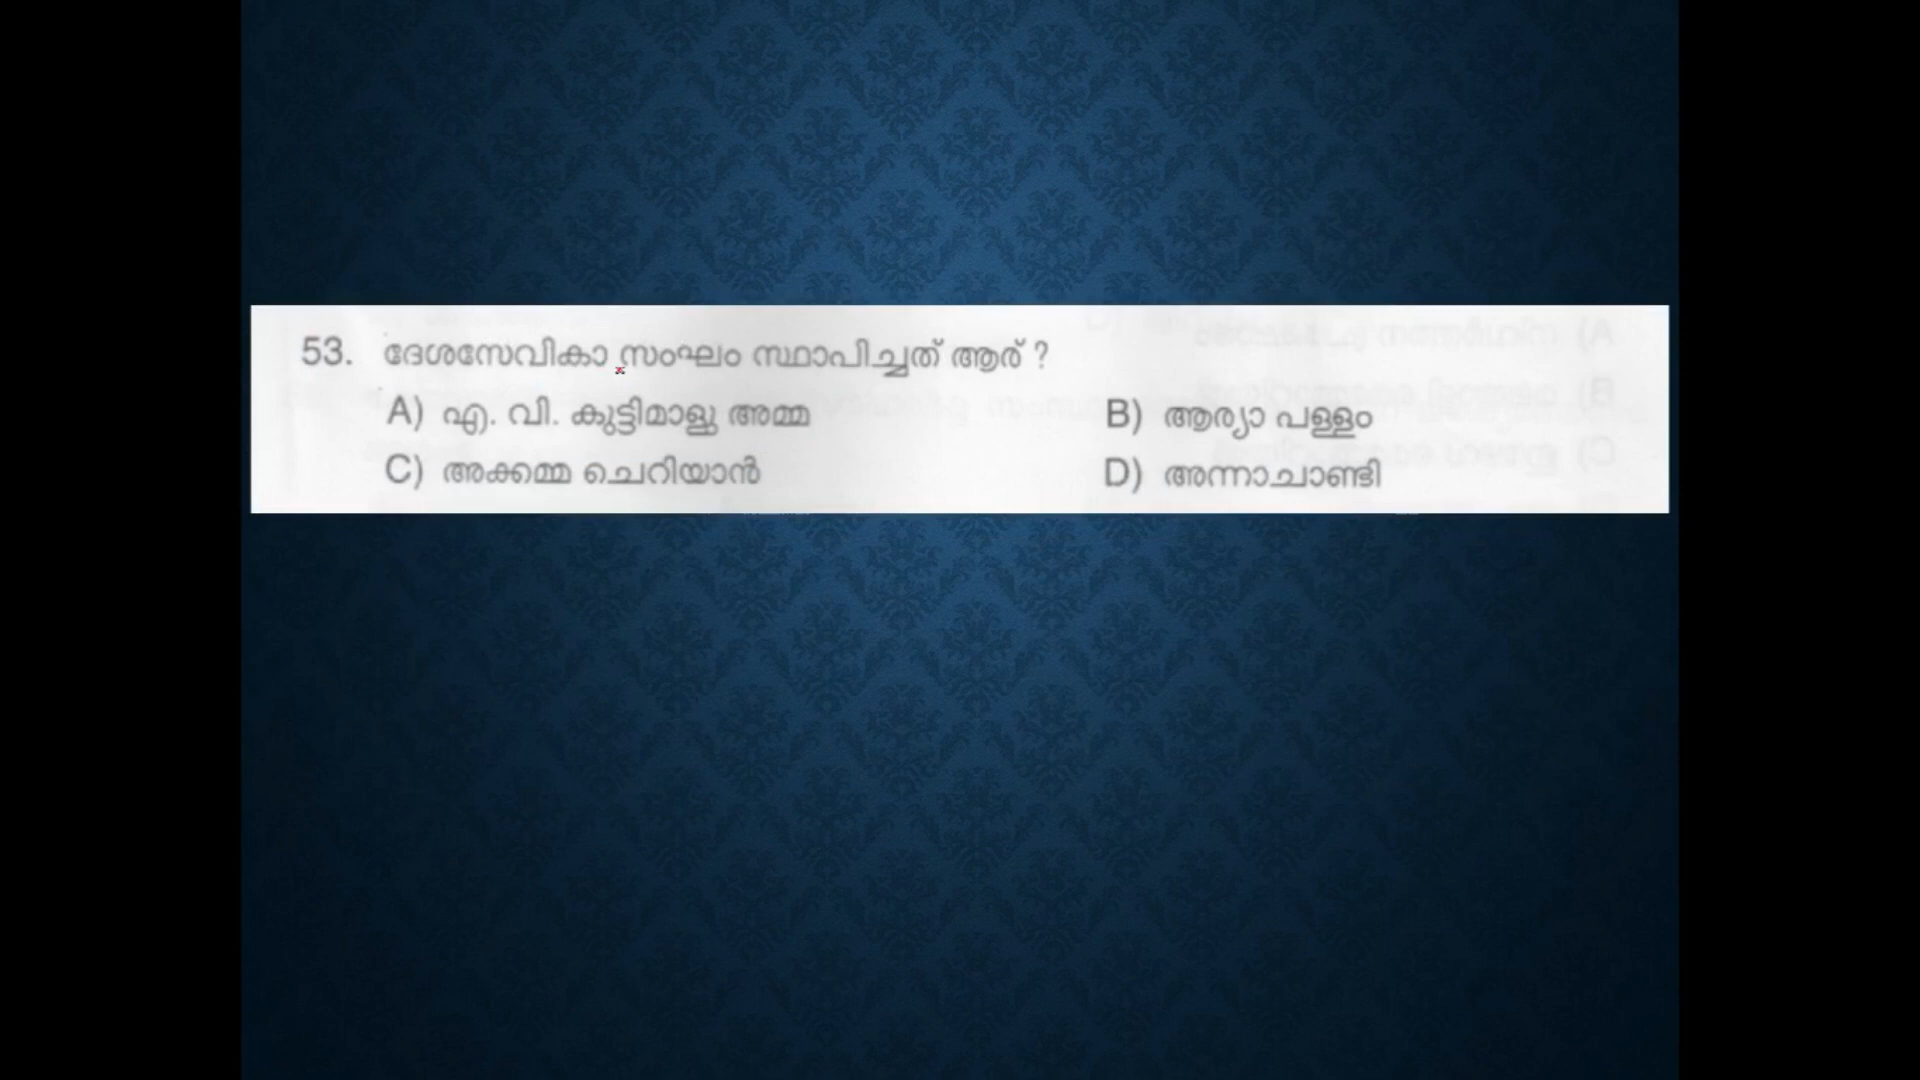 53. ദേശസേവികാ സംഘം സ്ഥാപിച്ചത് ആര് ?
A) എ. വി. കുട്ടിമാളു അമ്മ B) ആര്യാ പള്ളം
C) അക്കമ്മ ചെറിയാൻ D) അന്നാചാണ്ടി